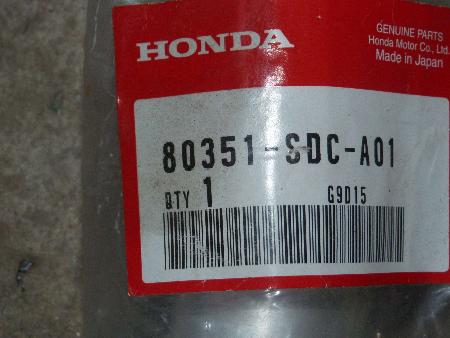 HONDA
GENUINE PARTS
Honda Motor Co., Ltd.
Made in Japan
80351-SDC-A01
QTY 1 G9D15